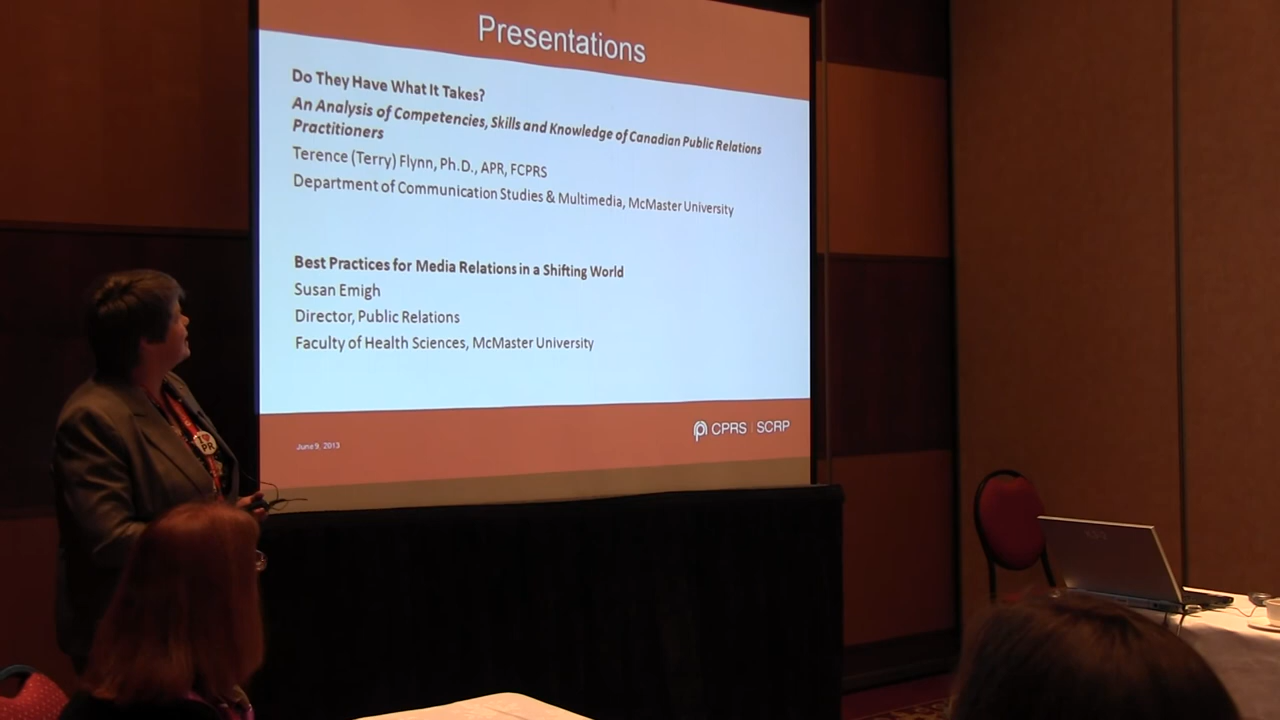 Presentations
Do They Have What It Takes?
An Analysis of Competencies, Skills and Knowledge of Canadian Public Relations
Practitioners
Terence (Terry) Flynn, Ph.D., APR, FCPRS
Department of Communication Studies & Multimedia, McMaster University
Best Practices for Media Relations in a Shifting World
Susan Emigh
Director, Public Relations
Faculty of Health Sciences, McMaster University
June 9, 2013
CPRS | SCRP
I ♥
PR